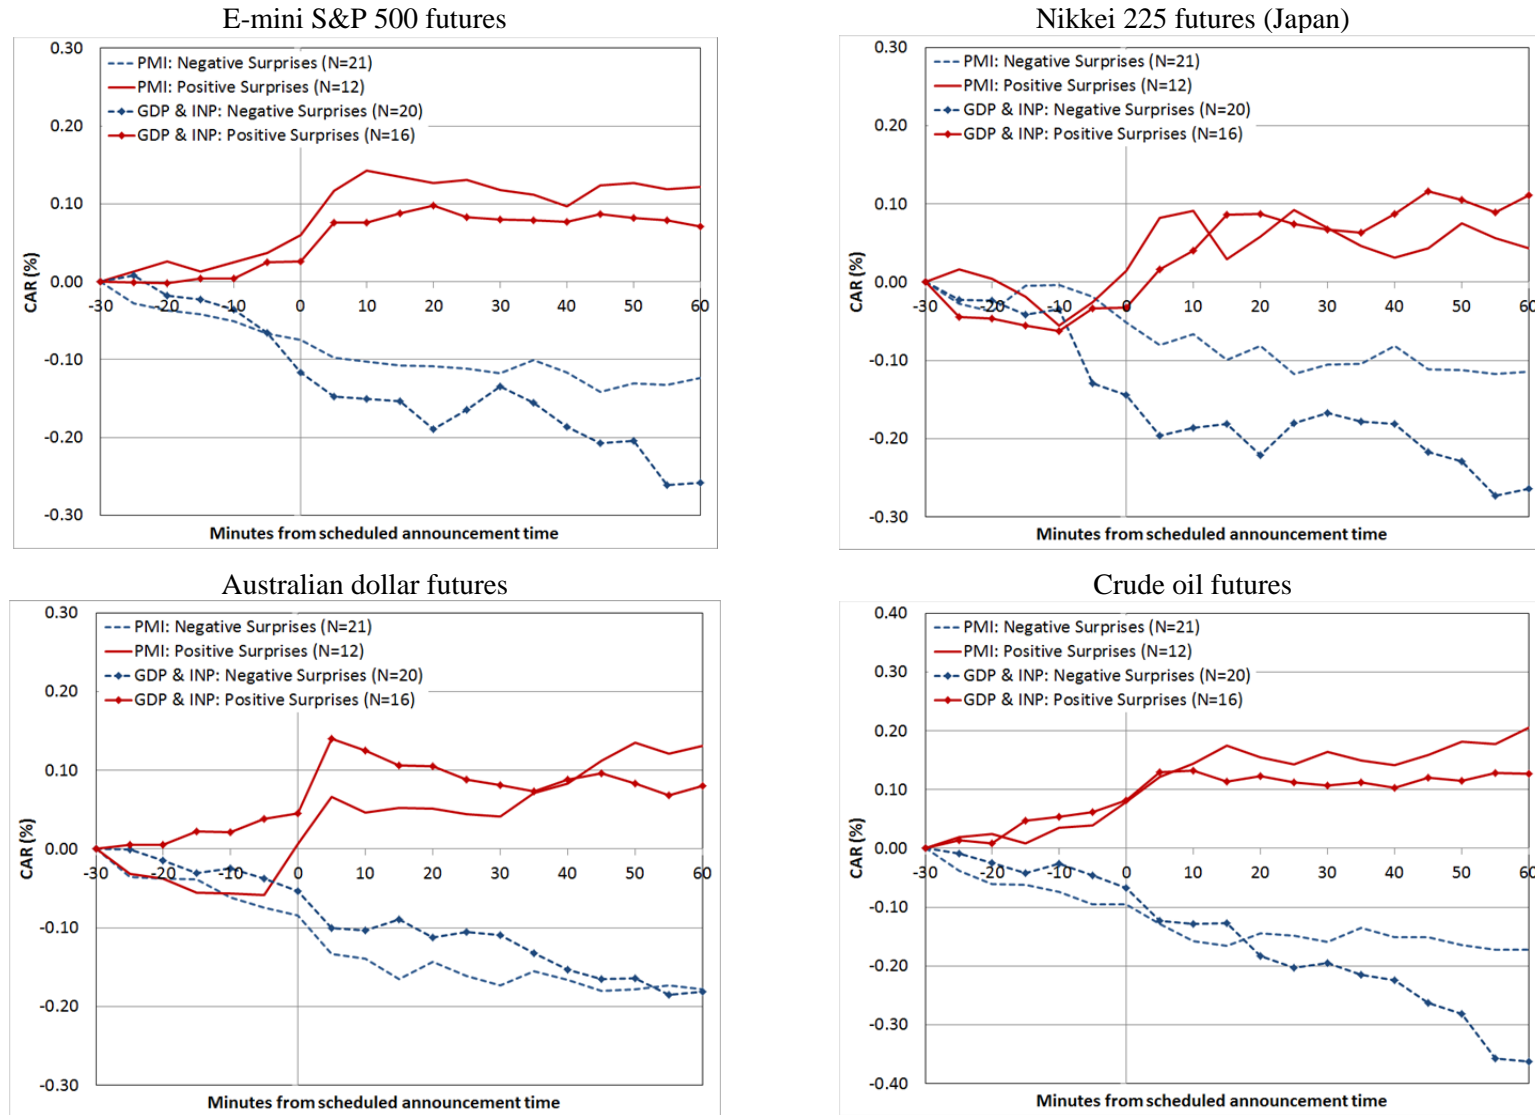 E-mini S&P 500 futures
0.30
0.20
0.10
0.00
-0.10
-0.20
-0.30
CAR (%)
PMI: Negative Surprises (N=21)
PMI: Positive Surprises (N=12)
GDP & INP: Negative Surprises (N=20)
GDP & INP: Positive Surprises (N=16)
-30 -20 -10 0 10 20 30 40 50 60
Minutes from scheduled announcement time
Nikkei 225 futures (Japan)
0.30
0.20
0.10
0.00
-0.10
-0.20
-0.30
CAR (%)
PMI: Negative Surprises (N=21)
PMI: Positive Surprises (N=12)
GDP & INP: Negative Surprises (N=20)
GDP & INP: Positive Surprises (N=16)
-30 -20 -10 0 10 20 30 40 50 60
Minutes from scheduled announcement time
Australian dollar futures
0.30
0.20
0.10
0.00
-0.10
-0.20
-0.30
CAR (%)
PMI: Negative Surprises (N=21)
PMI: Positive Surprises (N=12)
GDP & INP: Negative Surprises (N=20)
GDP & INP: Positive Surprises (N=16)
-30 -20 -10 0 10 20 30 40 50 60
Minutes from scheduled announcement time
Crude oil futures
0.40
0.30
0.20
0.10
0.00
-0.10
-0.20
-0.30
-0.40
CAR (%)
PMI: Negative Surprises (N=21)
PMI: Positive Surprises (N=12)
GDP & INP: Negative Surprises (N=20)
GDP & INP: Positive Surprises (N=16)
-30 -20 -10 0 10 20 30 40 50 60
Minutes from scheduled announcement time